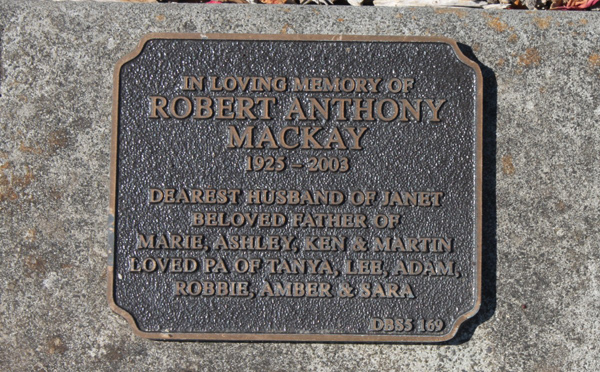 IN LOVING MEMORY OF
ROBERT ANTHONY
MACKAY
1925 – 2003
DEAREST HUSBAND OF JANET
BELOVED FATHER OF
MARIE, ASHLEY, KEN & MARTIN
LOVED PA OF TANYA, LEE, ADAM,
ROBBIE, AMBER & SARA
DBS5 169